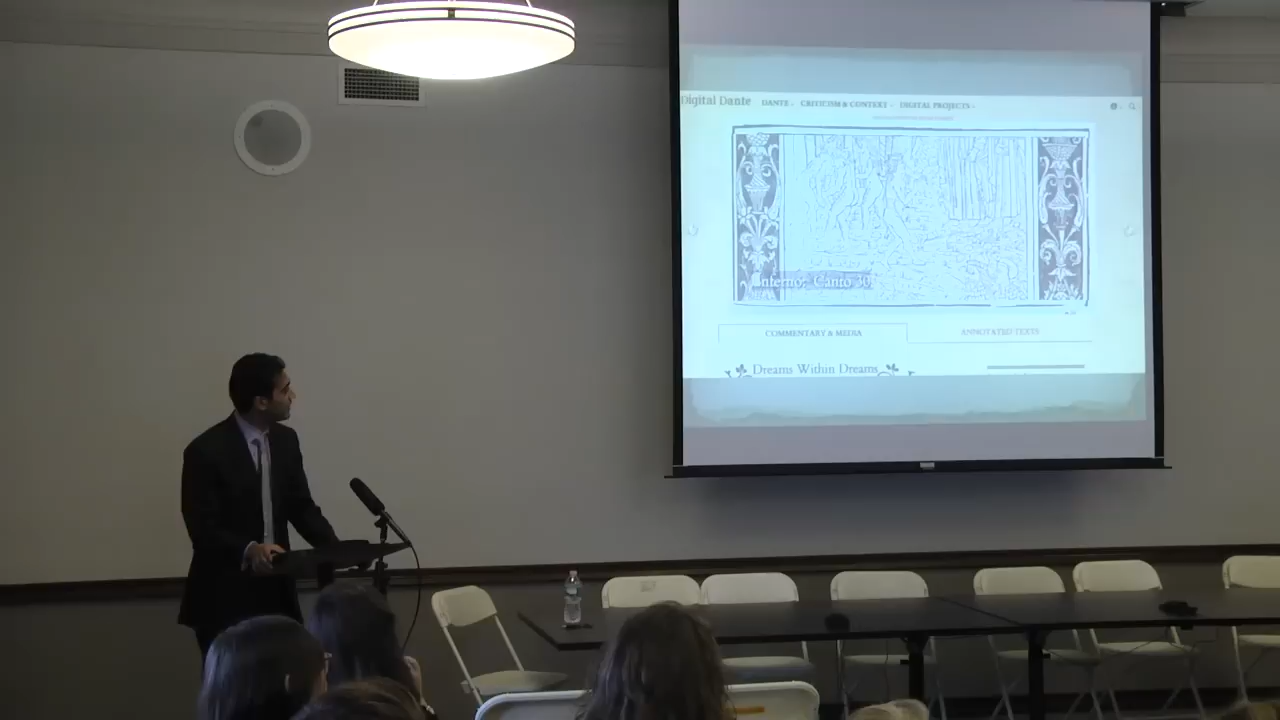 Digital Dante DANTE CRITICISM & CONTEXT DIGITAL PROJECTS
Inferno, Canto 30
COMMENTARY & MEDIA ANNOTATED TEXTS
Dreams Within Dreams